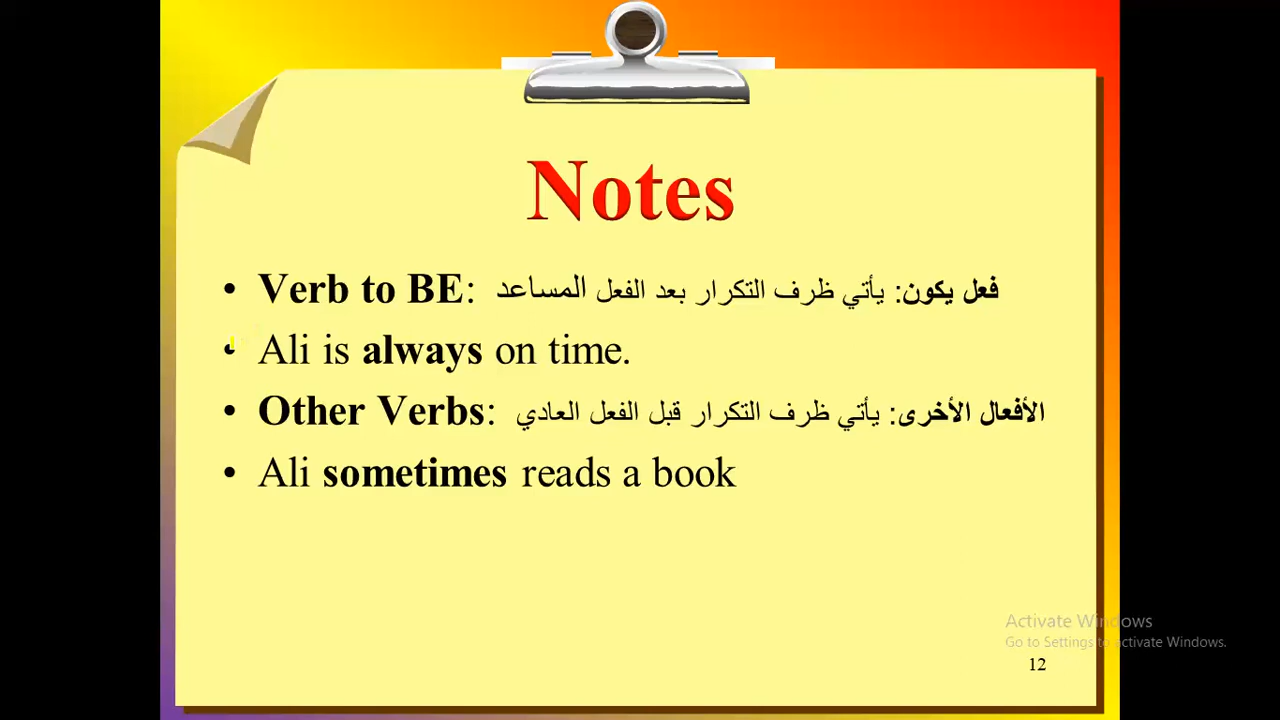 Notes
• Verb to BE: فعل يكون: يأتي ظرف التكرار بعد الفعل المساعد
• Ali is always on time.
• Other Verbs: الأفعال الأخرى: يأتي ظرف التكرار قبل الفعل العادي
• Ali sometimes reads a book
Activate Windows
Go to Settings to activate Windows.
12